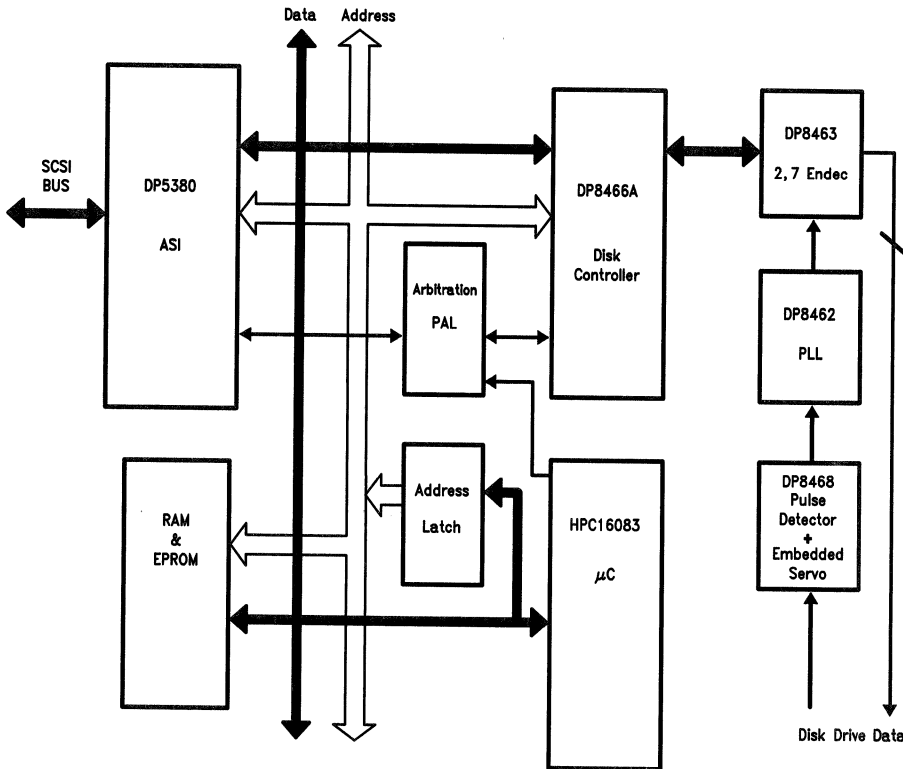 Data Address
SCSI
BUS
DP5380
ASI
DP8466A
Disk
Controller
DP8463
2,7 Endec
Arbitration
PAL
DP8462
PLL
RAM
&
EPROM
Address
Latch
HPC16083
μC
DP8468
Pulse
Detector
+
Embedded
Servo
Disk Drive Data